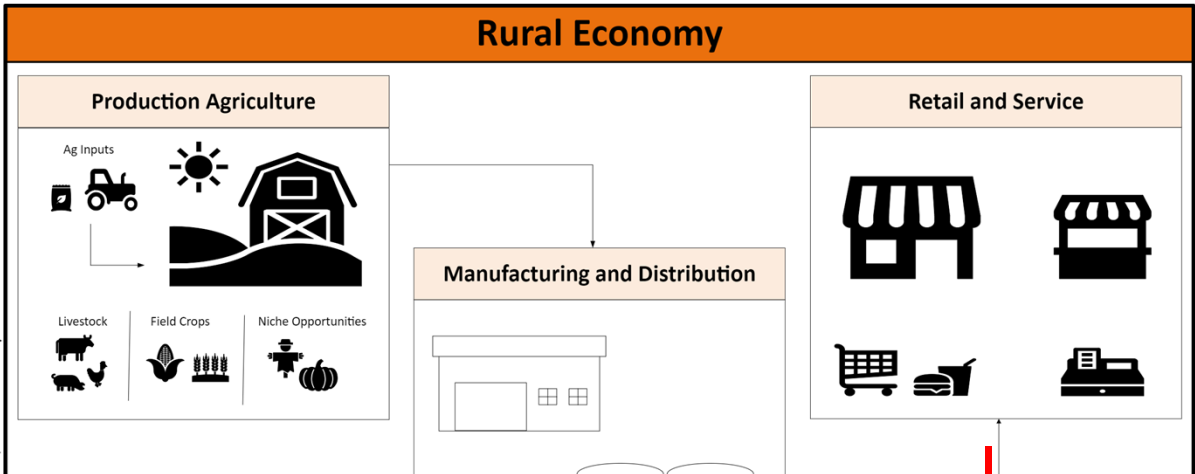 Rural Economy
Production Agriculture
Ag Inputs
Livestock
Field Crops
Niche Opportunities
Manufacturing and Distribution
Retail and Service